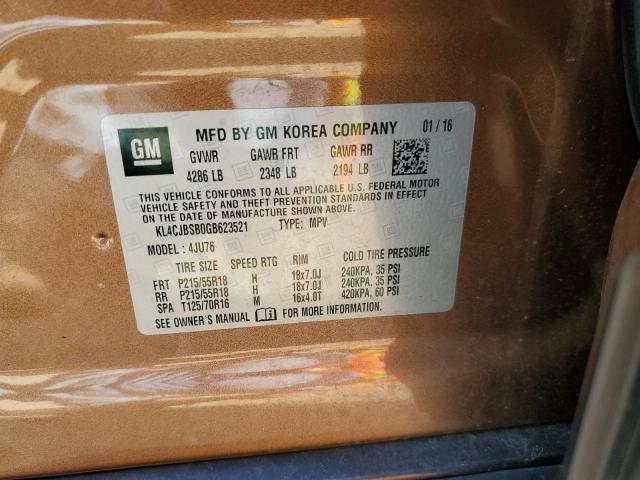 GM
MFD BY GM KOREA COMPANY 01 / 16
GVWR GAWR FRT GAWR RR
4286 LB 2348 LB 2194 LB
THIS VEHICLE CONFORMS TO ALL APPLICABLE U.S. FEDERAL MOTOR
VEHICLE SAFETY AND THEFT PREVENTION STANDARDS IN EFFECT
ON THE DATE OF MANUFACTURE SHOWN ABOVE.
KL4CJBSB0GB623521 TYPE: MPV
MODEL : 4JU76
TIRE SIZE SPEED RTG RIM COLD TIRE PRESSURE
FRT P215/55R18 H 18x7.0J 240KPA, 35 PSI
RR P215/55R18 H 18x7.0J 240KPA, 35 PSI
SPA T125/70R16 M 16x4.0T 420KPA, 60 PSI
SEE OWNER'S MANUAL FOR MORE INFORMATION.